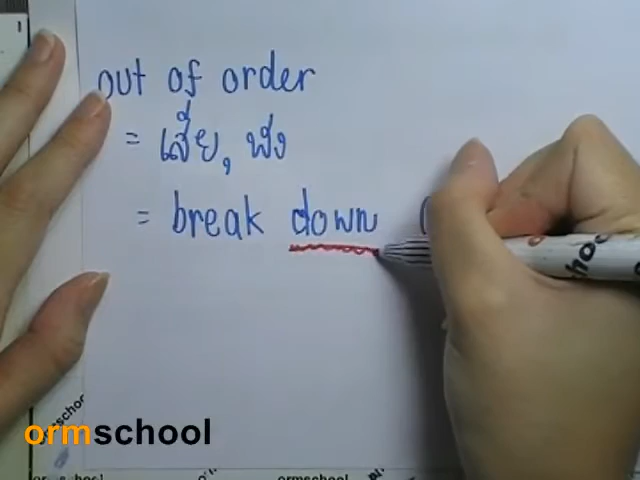 out of order
= เสีย, พัง
= break down (
ormschool